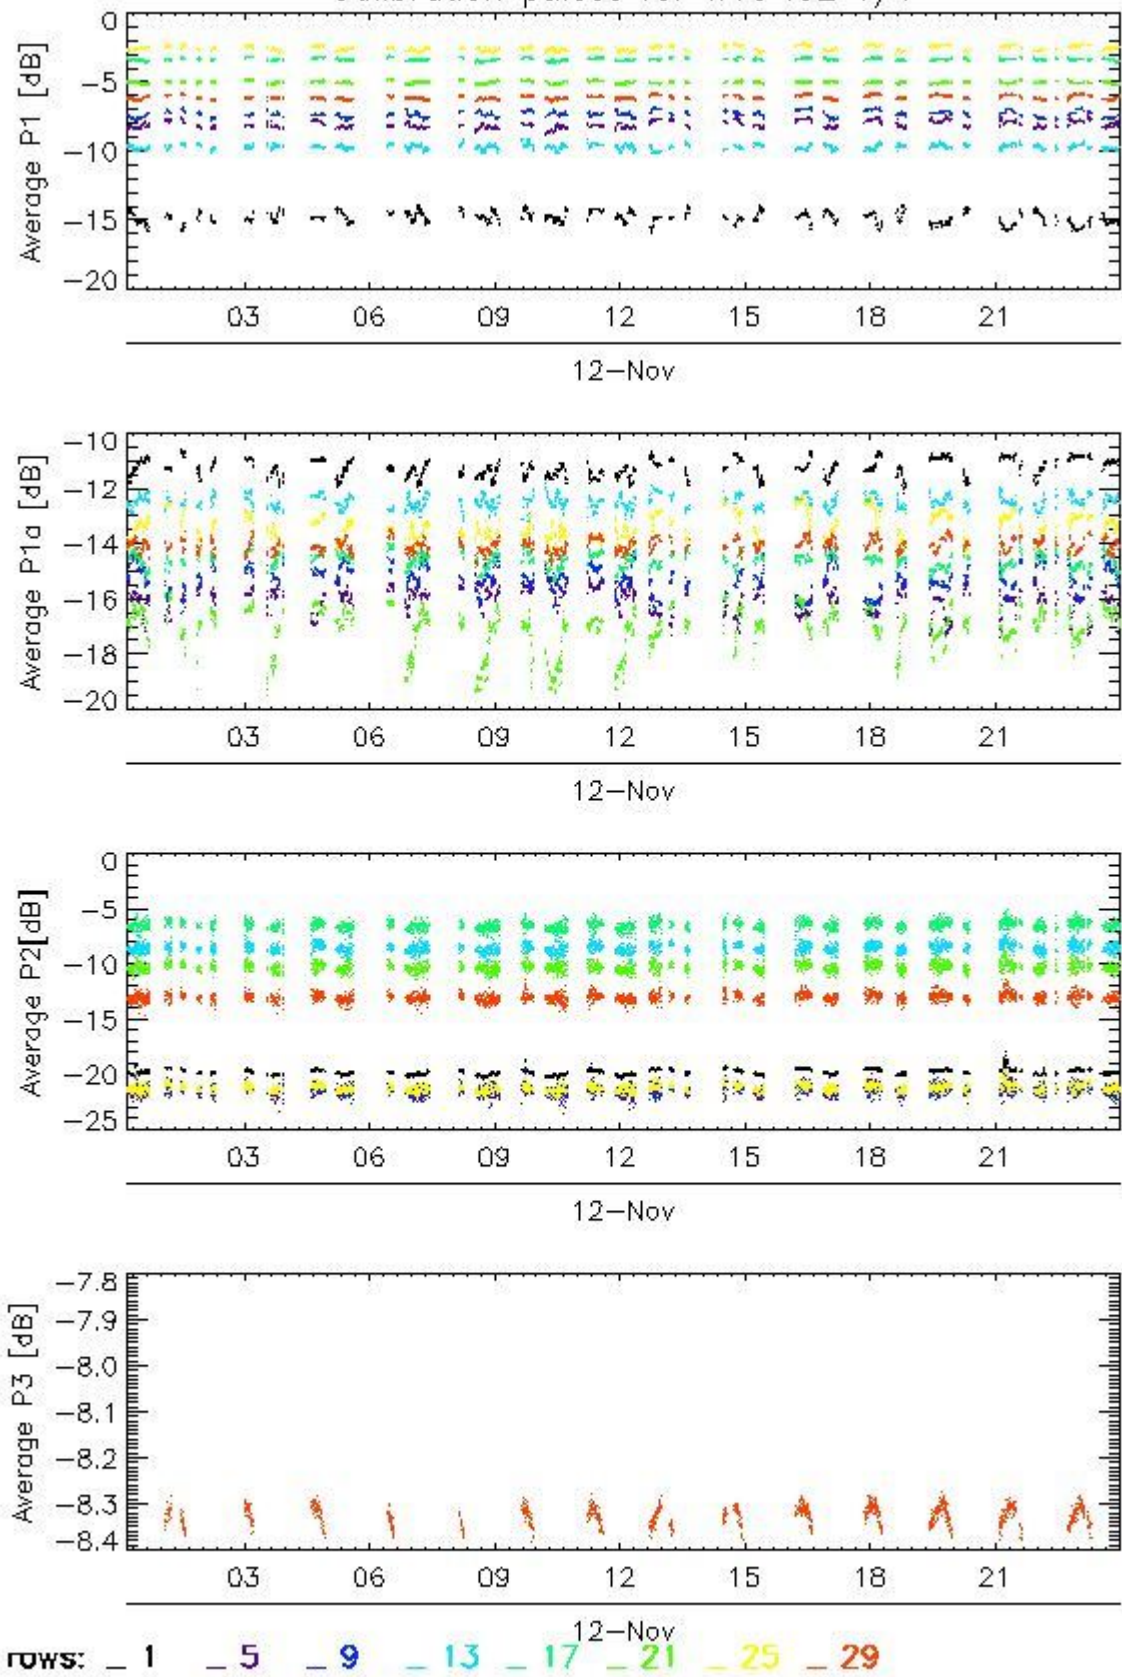 Average P1 [dB]
0
−5
−10
−15
−20
03 06 09 12 15 18 21
12−Nov
Average P1a [dB]
−10
−12
−14
−16
−18
−20
03 06 09 12 15 18 21
12−Nov
Average P2[dB]
0
−5
−10
−15
−20
−25
03 06 09 12 15 18 21
12−Nov
Average P3 [dB]
−7.8
−7.9
−8.0
−8.1
−8.2
−8.3
−8.4
03 06 09 12 15 18 21
12−Nov
rows: _ 1 _ 5 _ 9 _ 13 _ 17 _ 21 _ 25 _ 29